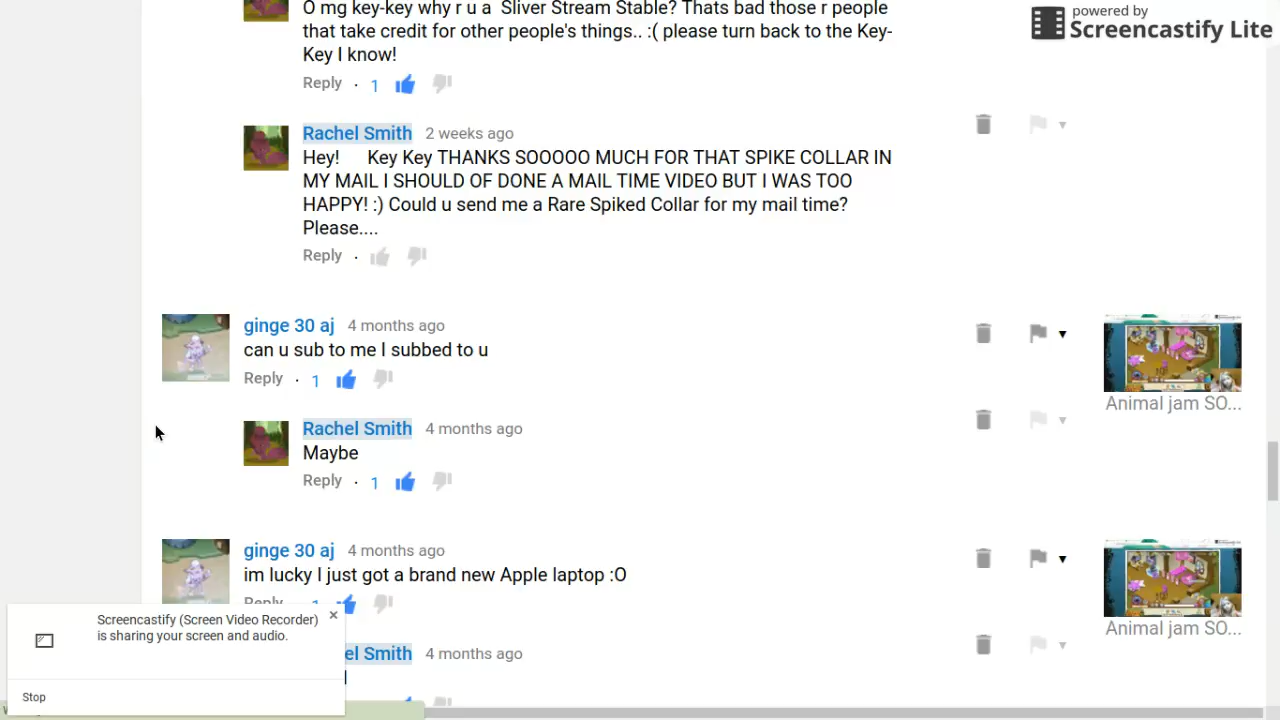 O mg key-key why r u a Sliver Stream Stable? Thats bad those r people
that take credit for other people's things.. :( please turn back to the Key-
Key I know!
Reply · 1
powered by
Screencastify Lite
Rachel Smith 2 weeks ago
Hey! Key Key THANKS SOOOOO MUCH FOR THAT SPIKE COLLAR IN
MY MAIL I SHOULD OF DONE A MAIL TIME VIDEO BUT I WAS TOO
HAPPY! :) Could u send me a Rare Spiked Collar for my mail time?
Please....
Reply ·
ginge 30 aj 4 months ago
can u sub to me I subbed to u
Reply · 1
Animal jam SO...
Rachel Smith 4 months ago
Maybe
Reply · 1
ginge 30 aj 4 months ago
im lucky I just got a brand new Apple laptop :O
Reply
Animal jam SO...
Screencastify (Screen Video Recorder)
is sharing your screen and audio.
Stop
el Smith 4 months ago